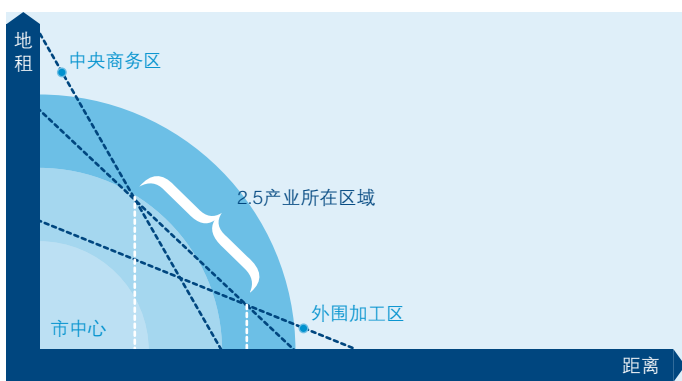 地租
中央商务区
2.5产业所在区域
外围加工区
市中心
距离